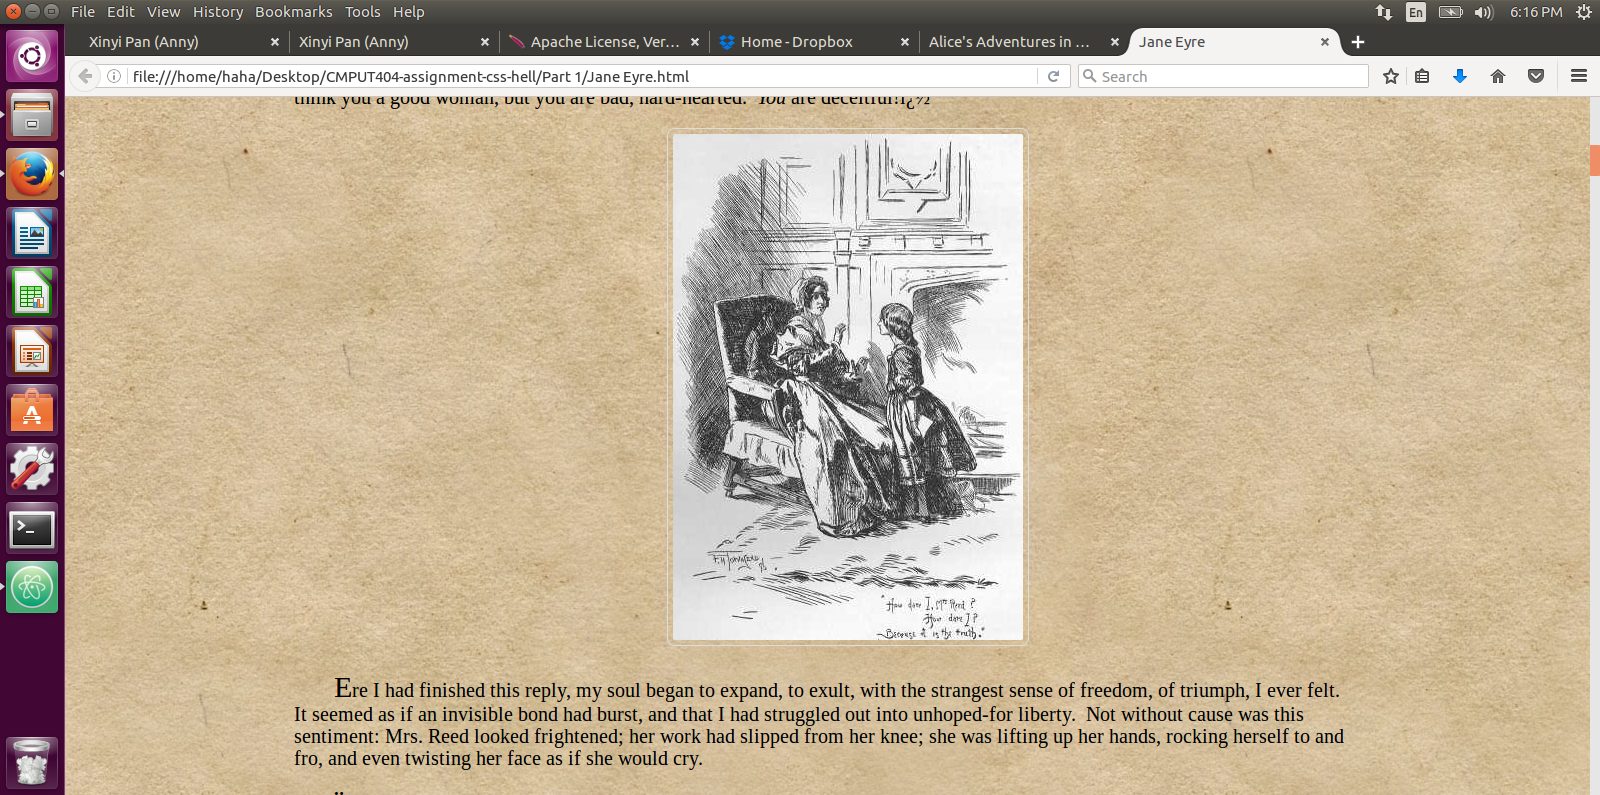 File Edit View History Bookmarks Tools Help
En
6:16 PM
Xinyi Pan (Anny)
Xinyi Pan (Anny)
Apache License, Ver...
Home - Dropbox
Alice's Adventures in ...
Jane Eyre
file:///home/haha/Desktop/CMPUT404-assignment-css-hell/Part 1/Jane Eyre.html
Search
think you a good woman, but you are bad, hard-hearted. You are deceitful!ï¿½
F. H. Townsend
"How dare I, Mrs Reed?
How dare I?
Because it is the truth."
Ere I had finished this reply, my soul began to expand, to exult, with the strangest sense of freedom, of triumph, I ever felt.
It seemed as if an invisible bond had burst, and that I had struggled out into unhoped-for liberty. Not without cause was this
sentiment: Mrs. Reed looked frightened; her work had slipped from her knee; she was lifting up her hands, rocking herself to and
fro, and even twisting her face as if she would cry.